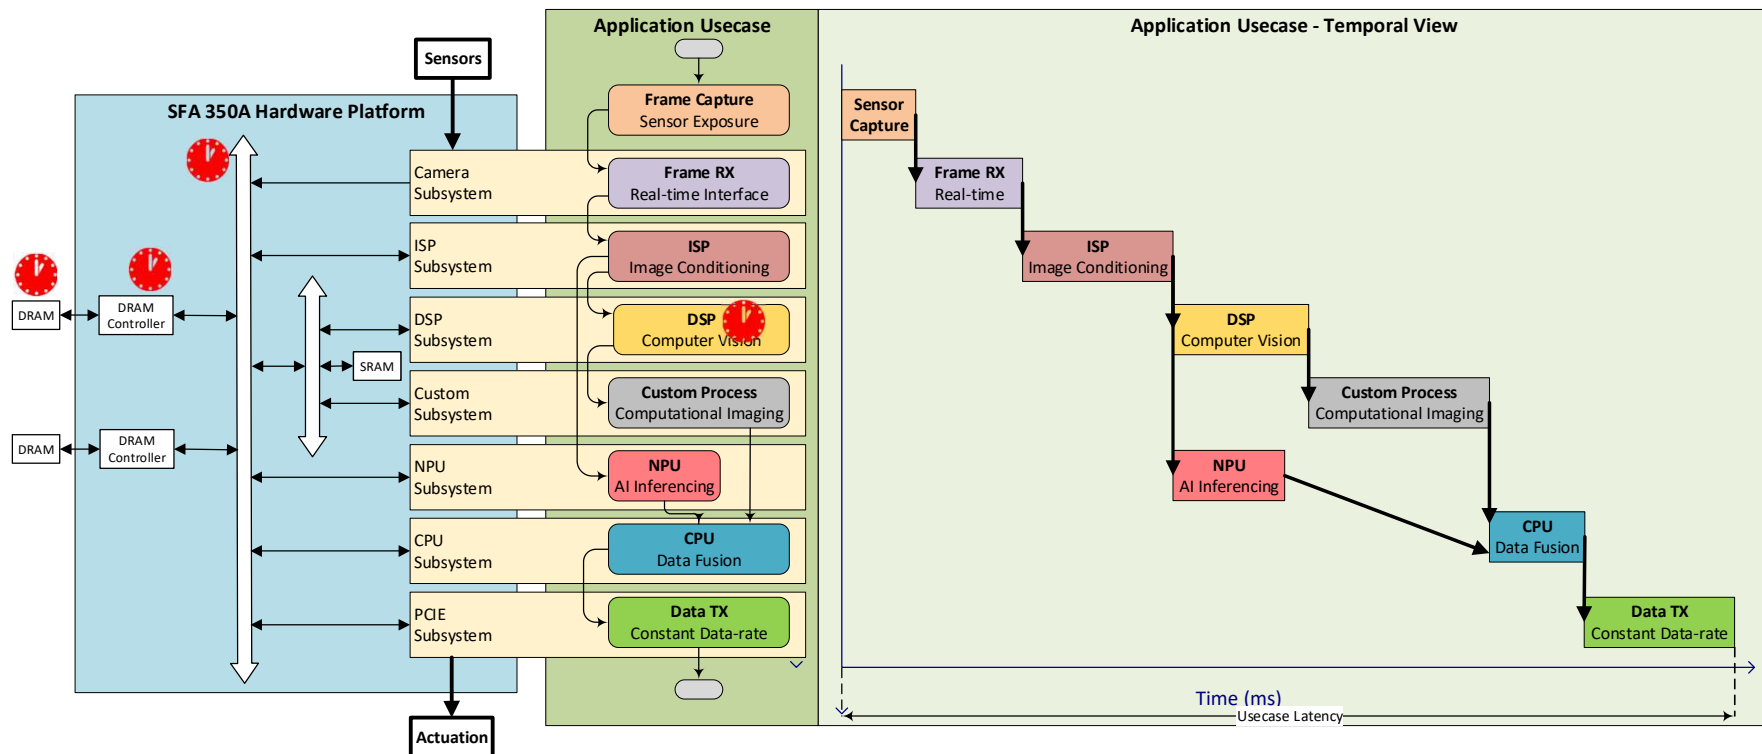 Application Usecase
Application Usecase - Temporal View
Sensors
SFA 350A Hardware Platform
Frame Capture
Sensor Exposure
Camera
Subsystem
Frame RX
Real-time Interface
ISP
Subsystem
ISP
Image Conditioning
DRAM
DRAM
Controller
DSP
Subsystem
DSP
Computer Vision
SRAM
Custom
Subsystem
Custom Process
Computational Imaging
DRAM
DRAM
Controller
NPU
Subsystem
NPU
AI Inferencing
CPU
Subsystem
CPU
Data Fusion
PCIE
Subsystem
Data TX
Constant Data-rate
Actuation
Sensor
Capture
Frame RX
Real-time
ISP
Image Conditioning
DSP
Computer Vision
Custom Process
Computational Imaging
NPU
AI Inferencing
CPU
Data Fusion
Data TX
Constant Data-rate
Time (ms)
Usecase Latency